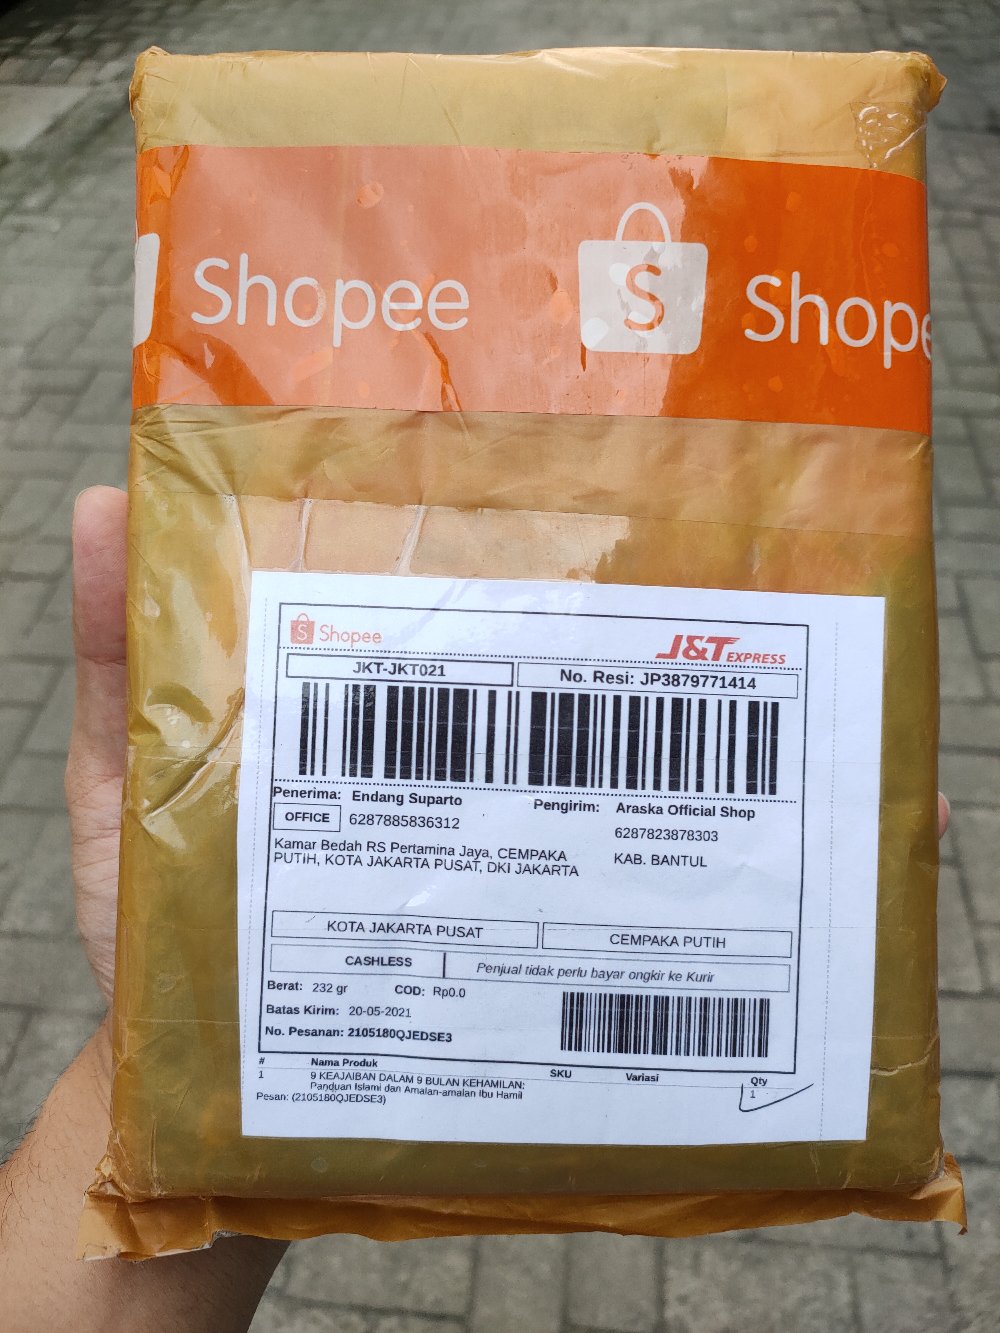 Shopee S Shope
S Shopee J&T EXPRESS
JKT-JKT021 No. Resi: JP3879771414
Penerima: Endang Suparto Pengirim: Araska Official Shop
OFFICE 6287885836312 6287823878303
Kamar Bedah RS Pertamina Jaya, CEMPAKA PUTIH, KOTA JAKARTA PUSAT, DKI JAKARTA KAB. BANTUL
KOTA JAKARTA PUSAT CEMPAKA PUTIH
CASHLESS Penjual tidak perlu bayar ongkir ke Kurir
Berat: 232 gr COD: Rp0.0
Batas Kirim: 20-05-2021
No. Pesanan: 2105180QJEDSE3
# Nama Produk SKU Variasi Qty
1 9 KEAJAIBAN DALAM 9 BULAN KEHAMILAN: 1
Panduan Islami dan Amalan-amalan Ibu Hamil
Pesan: (2105180QJEDSE3)